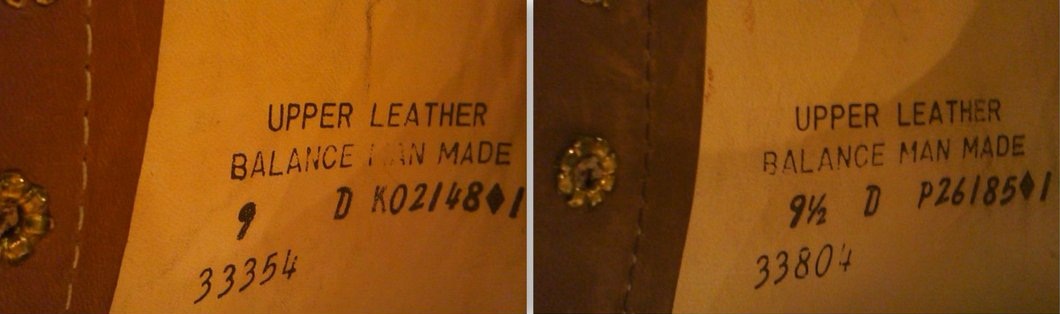 UPPER LEATHER
BALANCE MAN MADE
9 D K02148♦1
33354
UPPER LEATHER
BALANCE MAN MADE
9½ D P26185♦1
33804